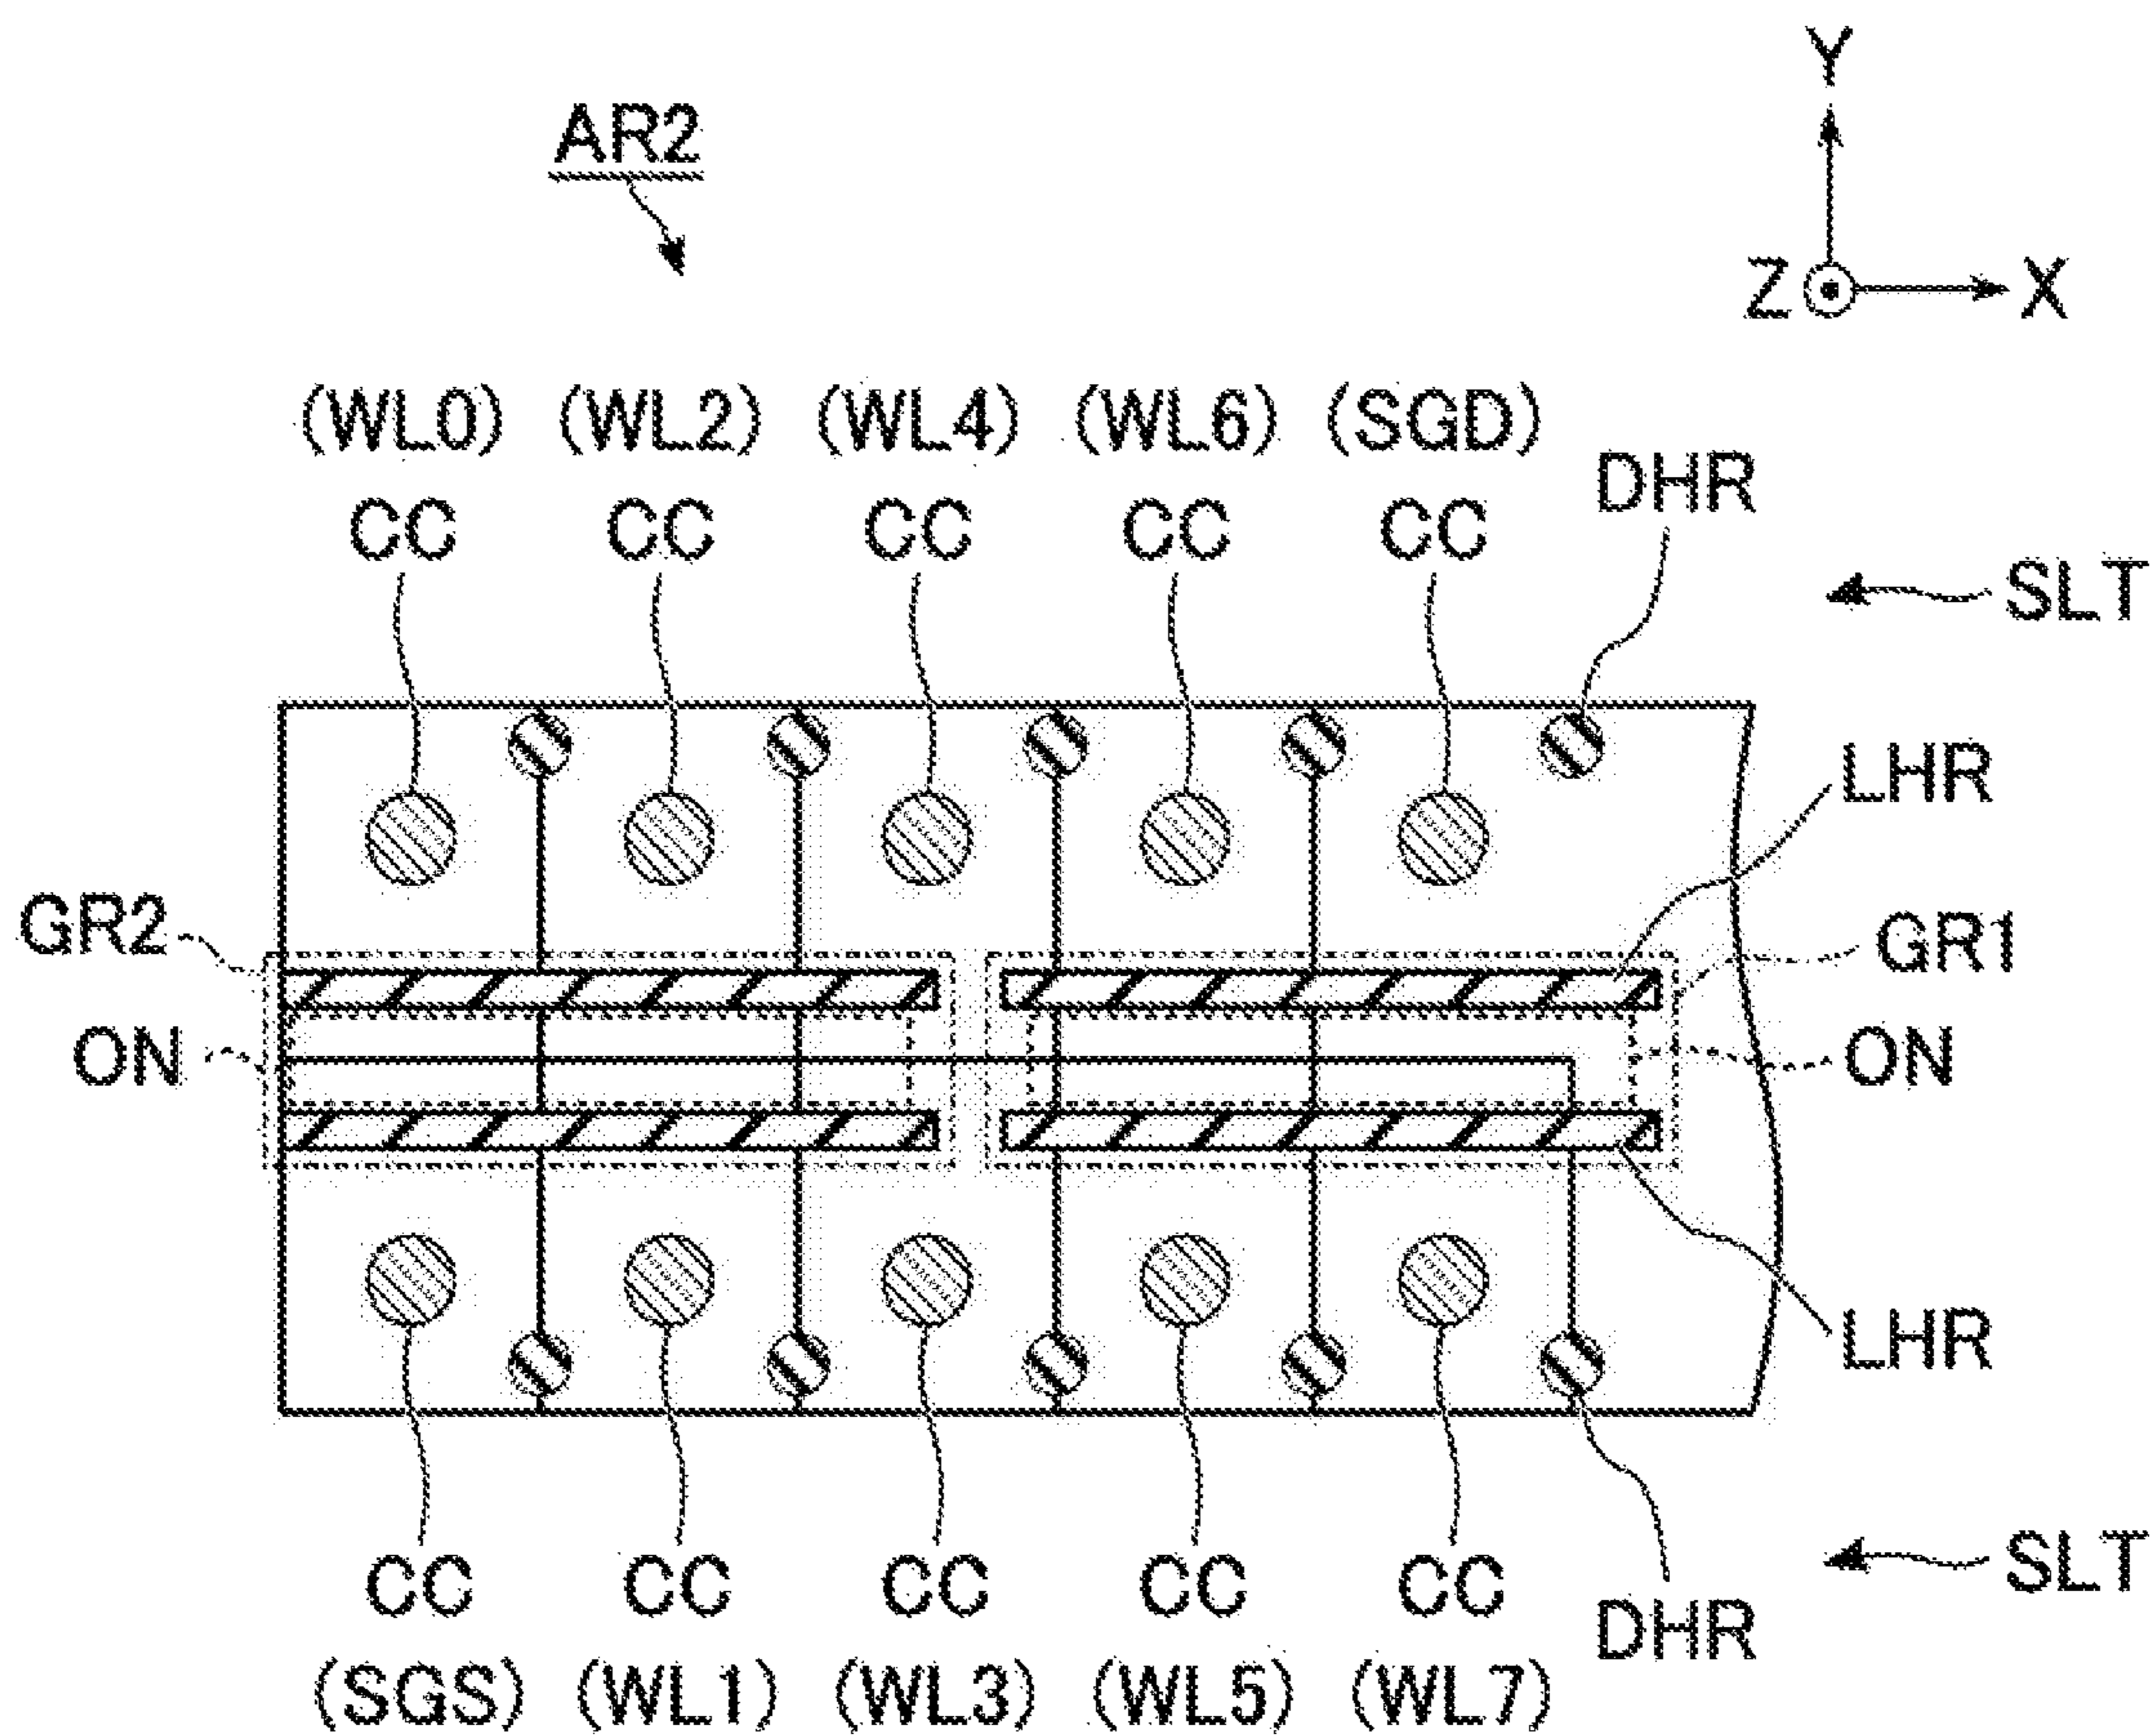 Y
AR2
Z X
(WL0) (WL2) (WL4) (WL6) (SGD)
DHR
CC CC CC CC CC
SLT
LHR
GR2
GR1
ON
ON
LHR
SLT
CC CC CC CC CC
DHR
(SGS) (WL1) (WL3) (WL5) (WL7)